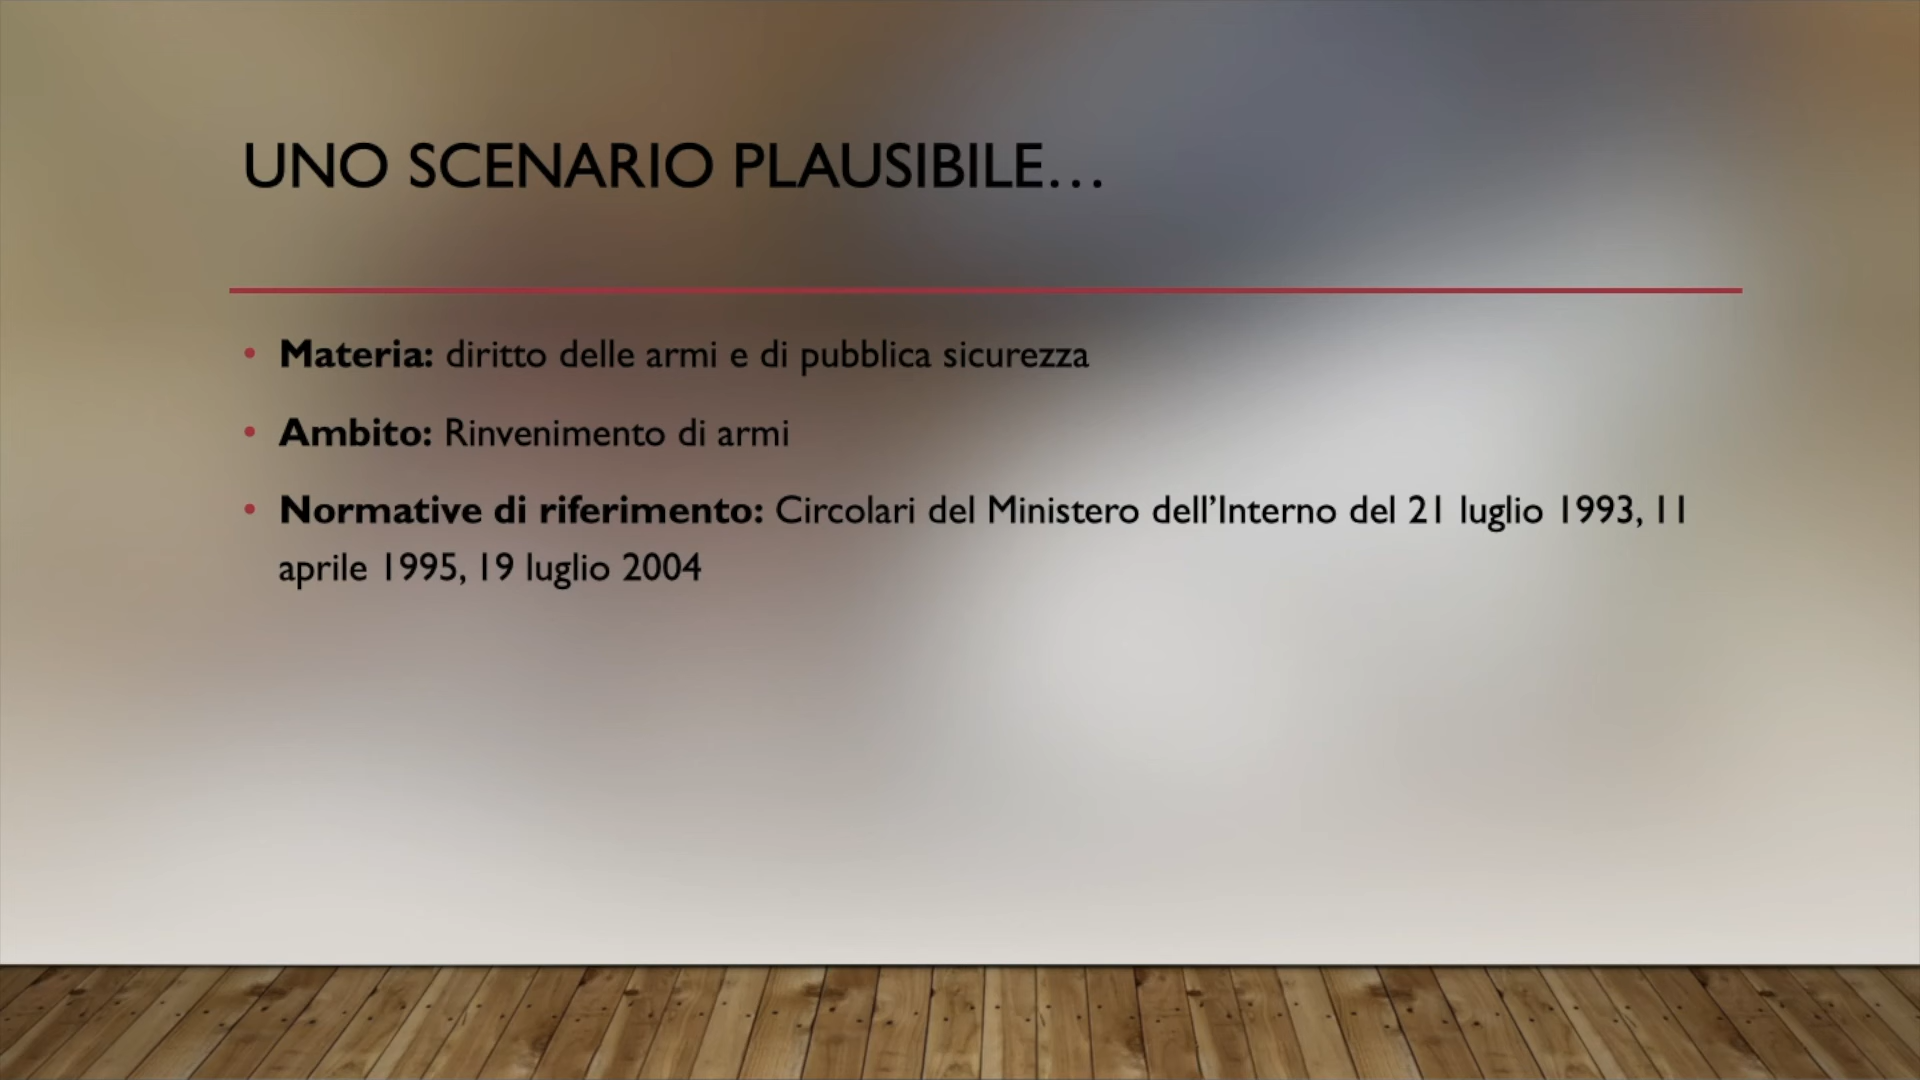 UNO SCENARIO PLAUSIBILE…
• Materia: diritto delle armi e di pubblica sicurezza
• Ambito: Rinvenimento di armi
• Normative di riferimento: Circolari del Ministero dell’Interno del 21 luglio 1993, 11
aprile 1995, 19 luglio 2004